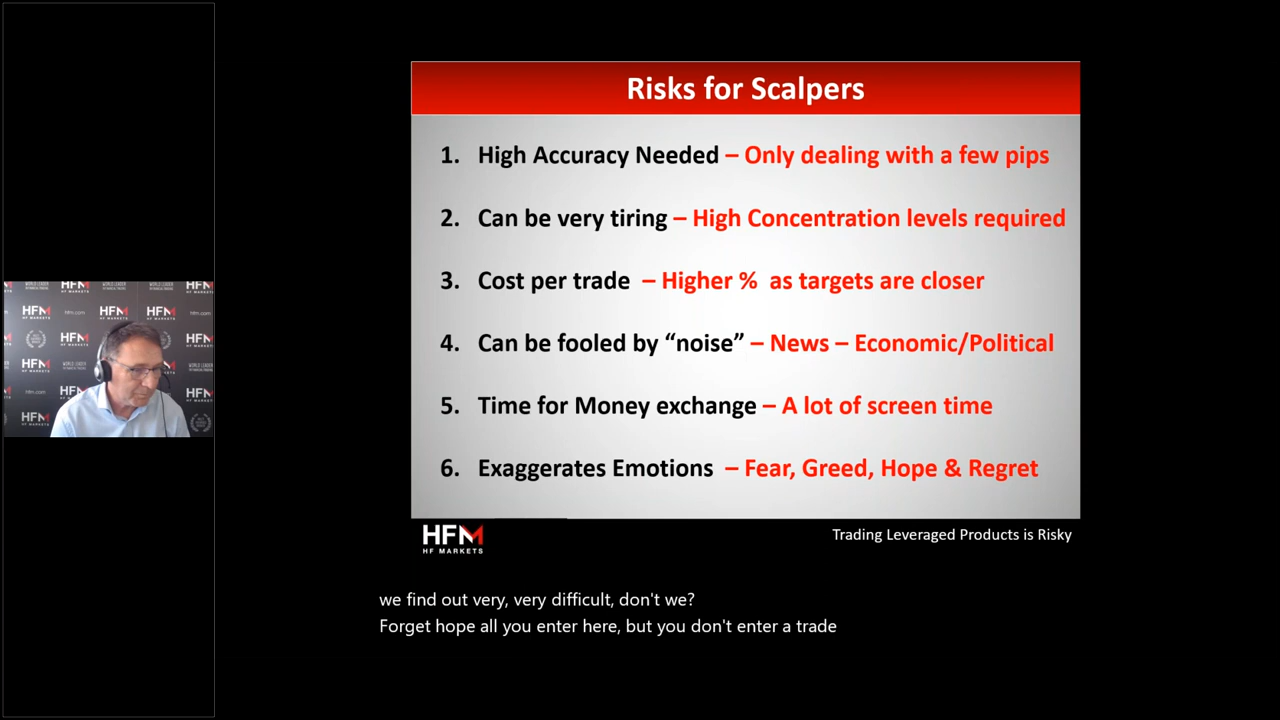 Risks for Scalpers
1. High Accuracy Needed – Only dealing with a few pips
2. Can be very tiring – High Concentration levels required
3. Cost per trade – Higher % as targets are closer
4. Can be fooled by “noise” – News – Economic/Political
5. Time for Money exchange – A lot of screen time
6. Exaggerates Emotions – Fear, Greed, Hope & Regret
HFM
HF MARKETS
Trading Leveraged Products is Risky
we find out very, very difficult, don't we?
Forget hope all you enter here, but you don't enter a trade